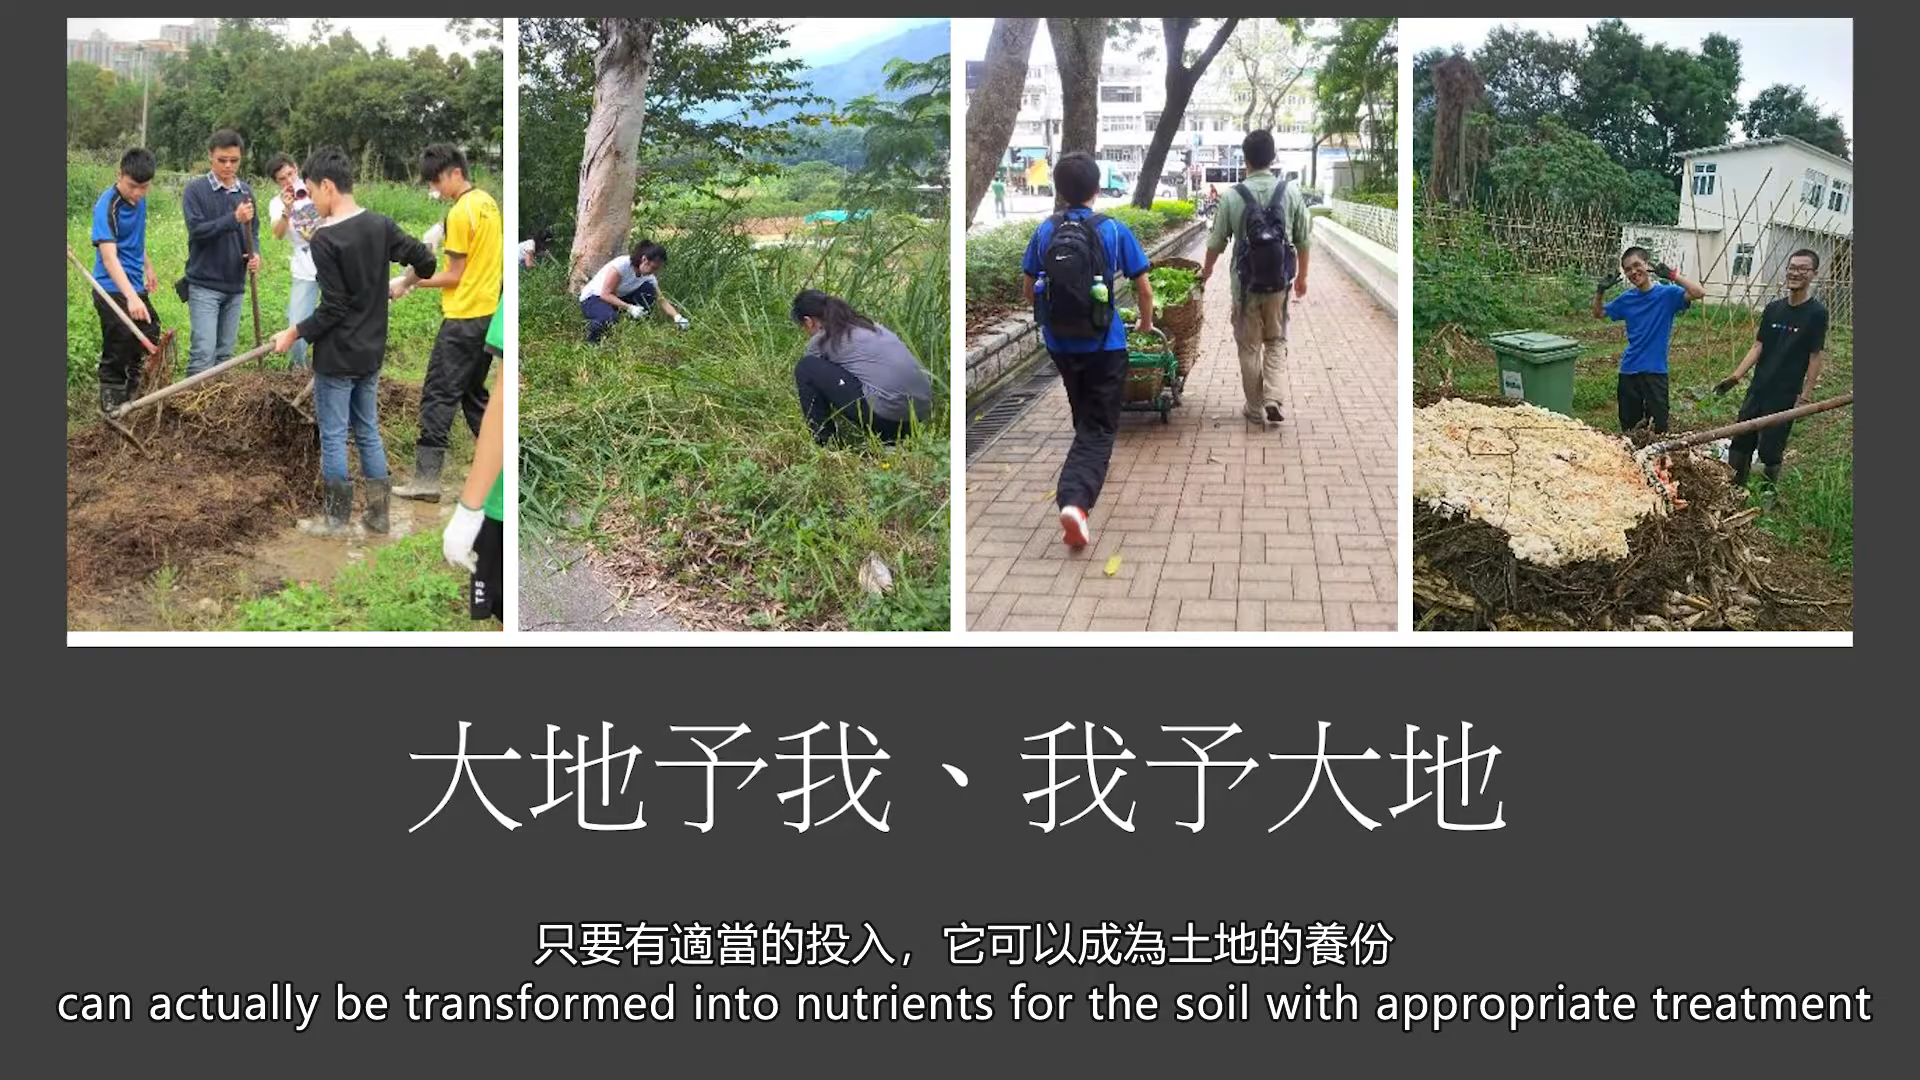 TPS
大地予我、我予大地
只要有適當的投入，它可以成為土地的養份
can actually be transformed into nutrients for the soil with appropriate treatment